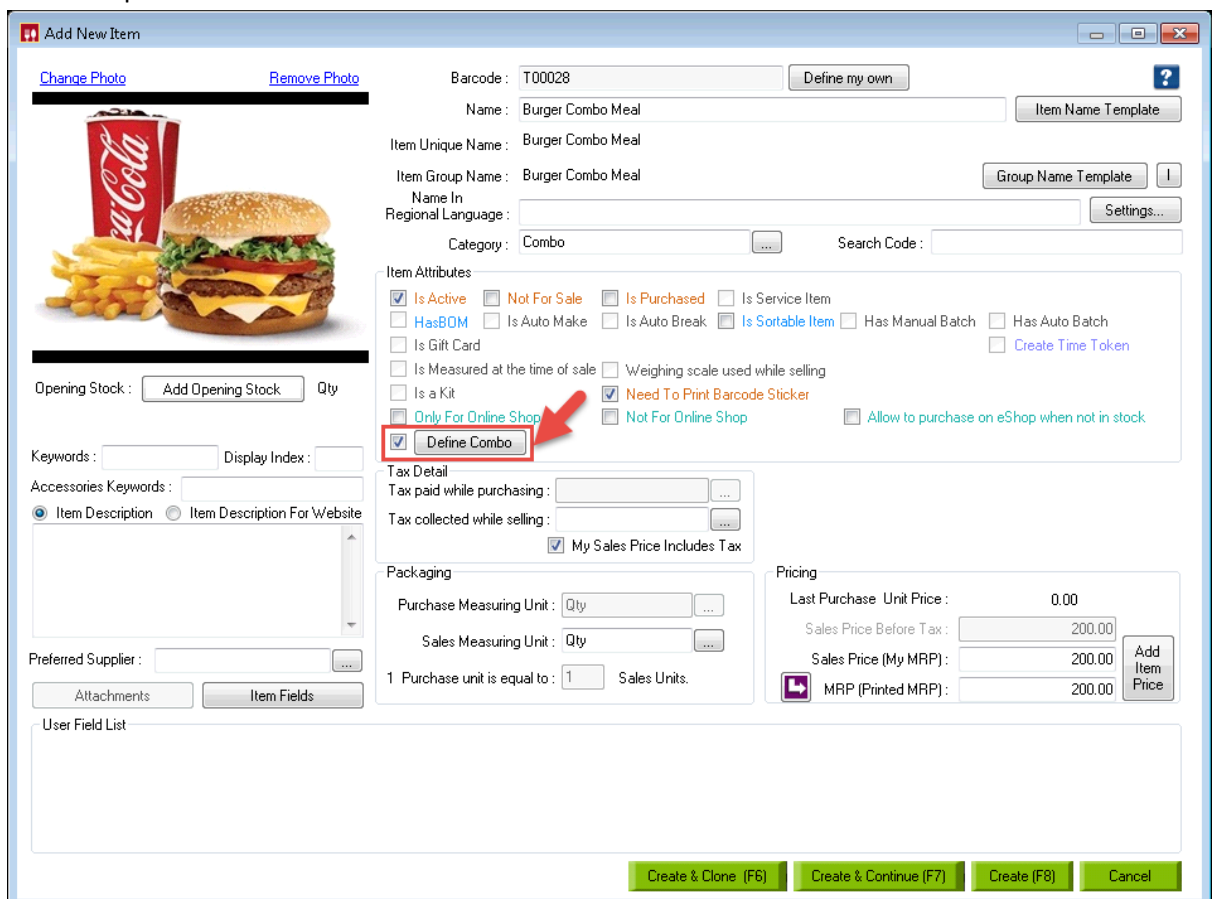 Add New Item
Change Photo Remove Photo
Coca-Cola
Barcode : T00028 Define my own ?
Name : Burger Combo Meal Item Name Template
Item Unique Name : Burger Combo Meal
Item Group Name : Burger Combo Meal Group Name Template I
Name In
Regional Language : Settings...
Category : Combo ... Search Code :
Item Attributes
Is Active Not For Sale Is Purchased Is Service Item
HasBOM Is Auto Make Is Auto Break Is Sortable Item Has Manual Batch Has Auto Batch
Is Gift Card Create Time Token
Is Measured at the time of sale Weighing scale used while selling
Is a Kit Need To Print Barcode Sticker
Only For Online Shop Not For Online Shop Allow to purchase on eShop when not in stock
Define Combo
Opening Stock : Add Opening Stock Qty
Keywords : Display Index :
Accessories Keywords :
Item Description Item Description For Website
Preferred Supplier : ...
Attachments Item Fields
Tax Detail
Tax paid while purchasing : ...
Tax collected while selling : ...
My Sales Price Includes Tax
Packaging
Purchase Measuring Unit : Qty ...
Sales Measuring Unit : Qty ...
1 Purchase unit is equal to : 1 Sales Units.
Pricing
Last Purchase Unit Price : 0.00
Sales Price Before Tax : 200.00
Sales Price (My MRP) : 200.00
MRP (Printed MRP) : 200.00
Add
Item
Price
User Field List
Create & Clone (F6) Create & Continue (F7) Create (F8) Cancel